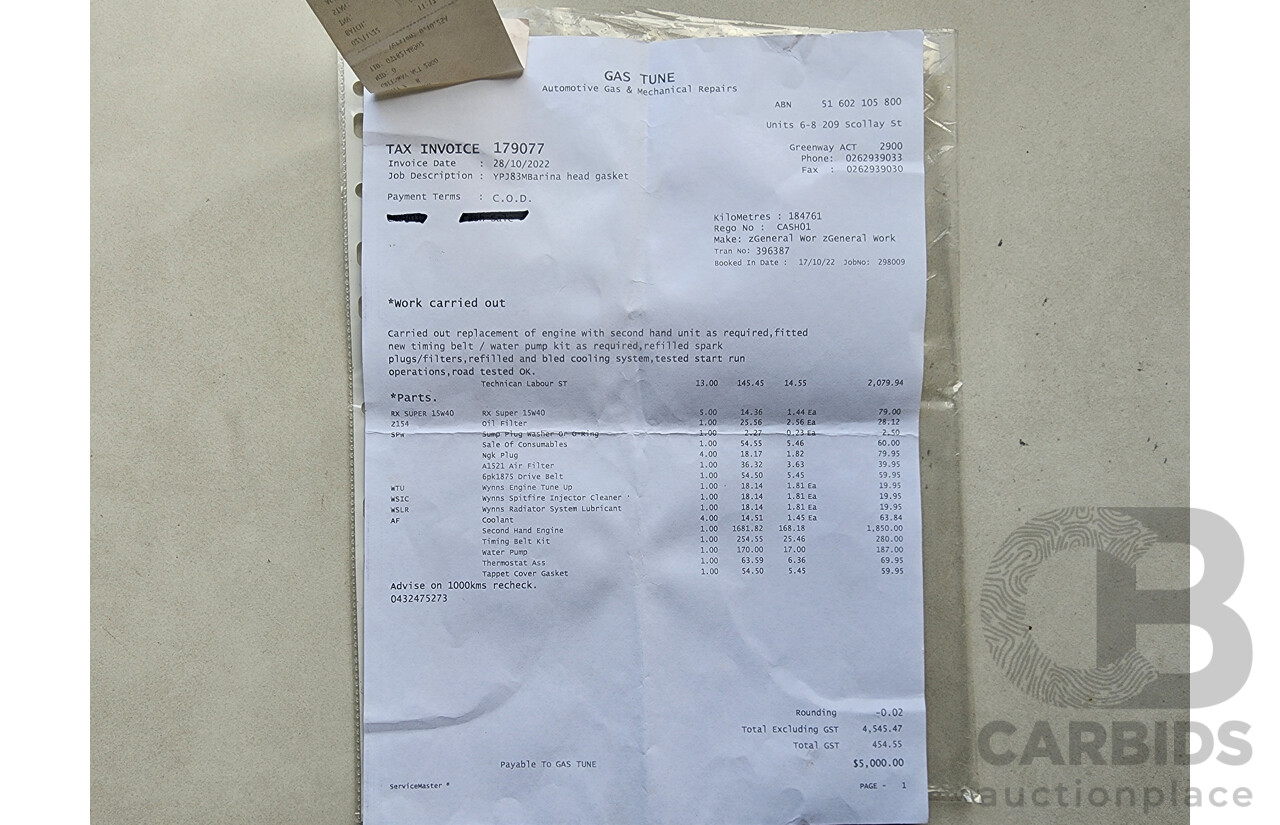 GAS TUNE
Automotive Gas & Mechanical Repairs
ABN 51 602 105 800
Units 6-8 209 Scollay St
Greenway ACT 2900
Phone: 0262939033
Fax : 0262939030
TAX INVOICE 179077
Invoice Date : 28/10/2022
Job Description : YPJ83MBarina head gasket
Payment Terms : C.O.D.
KiloMetres : 184761
Rego No : CASH01
Make: zGeneral Wor zGeneral Work
Tran No: 396387
Booked In Date : 17/10/22 JobNo: 298009
*Work carried out
Carried out replacement of engine with second hand unit as required,fitted
new timing belt / water pump kit as required,refilled spark
plugs/filters,refilled and bled cooling system,tested start run
operations,road tested OK.
Technican Labour ST 13.00 145.45 14.55 2,079.94
*Parts.
RX SUPER 15W40 RX Super 15W40 5.00 14.36 1.44 Ea 79.00
Z154 Oil Filter 1.00 25.56 2.56 Ea 28.12
SPW Sump Plug Washer Or O-Ring 1.00 2.27 0.23 Ea 2.50
Sale Of Consumables 1.00 54.55 5.46 60.00
Ngk Plug 4.00 18.17 1.82 79.95
A1521 Air Filter 1.00 36.32 3.63 39.95
6pk1875 Drive Belt 1.00 54.50 5.45 59.95
WTU Wynns Engine Tune Up 1.00 18.14 1.81 Ea 19.95
WSIC Wynns Spitfire Injector Cleaner 1.00 18.14 1.81 Ea 19.95
WSLR Wynns Radiator System Lubricant 1.00 18.14 1.81 Ea 19.95
AF Coolant 4.00 14.51 1.45 Ea 63.84
Second Hand Engine 1.00 1681.82 168.18 1,850.00
Timing Belt Kit 1.00 254.55 25.46 280.00
Water Pump 1.00 170.00 17.00 187.00
Thermostat Ass 1.00 63.59 6.36 69.95
Tappet Cover Gasket 1.00 54.50 5.45 59.95
Advise on 1000kms recheck.
0432475273
Rounding -0.02
Total Excluding GST 4,545.47
Total GST 454.55
Payable To GAS TUNE $5,000.00
ServiceMaster * PAGE - 1
CB
CARBIDS
auctionplace